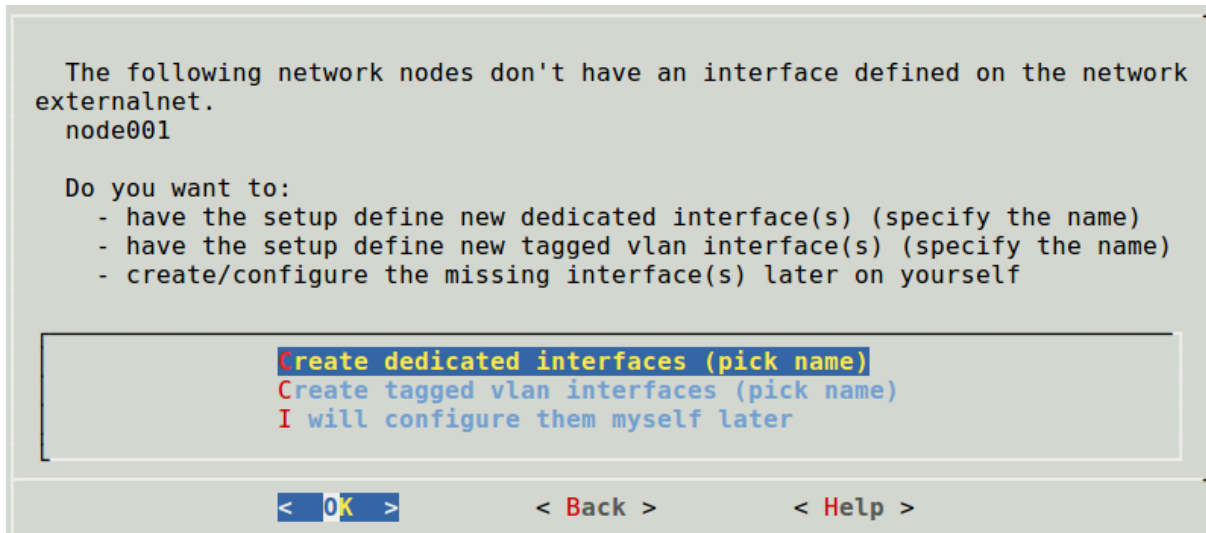 The following network nodes don't have an interface defined on the network
externalnet.
node001
Do you want to:
- have the setup define new dedicated interface(s) (specify the name)
- have the setup define new tagged vlan interface(s) (specify the name)
- create/configure the missing interface(s) later on yourself
Create dedicated interfaces (pick name)
Create tagged vlan interfaces (pick name)
I will configure them myself later
< OK > < Back > < Help >